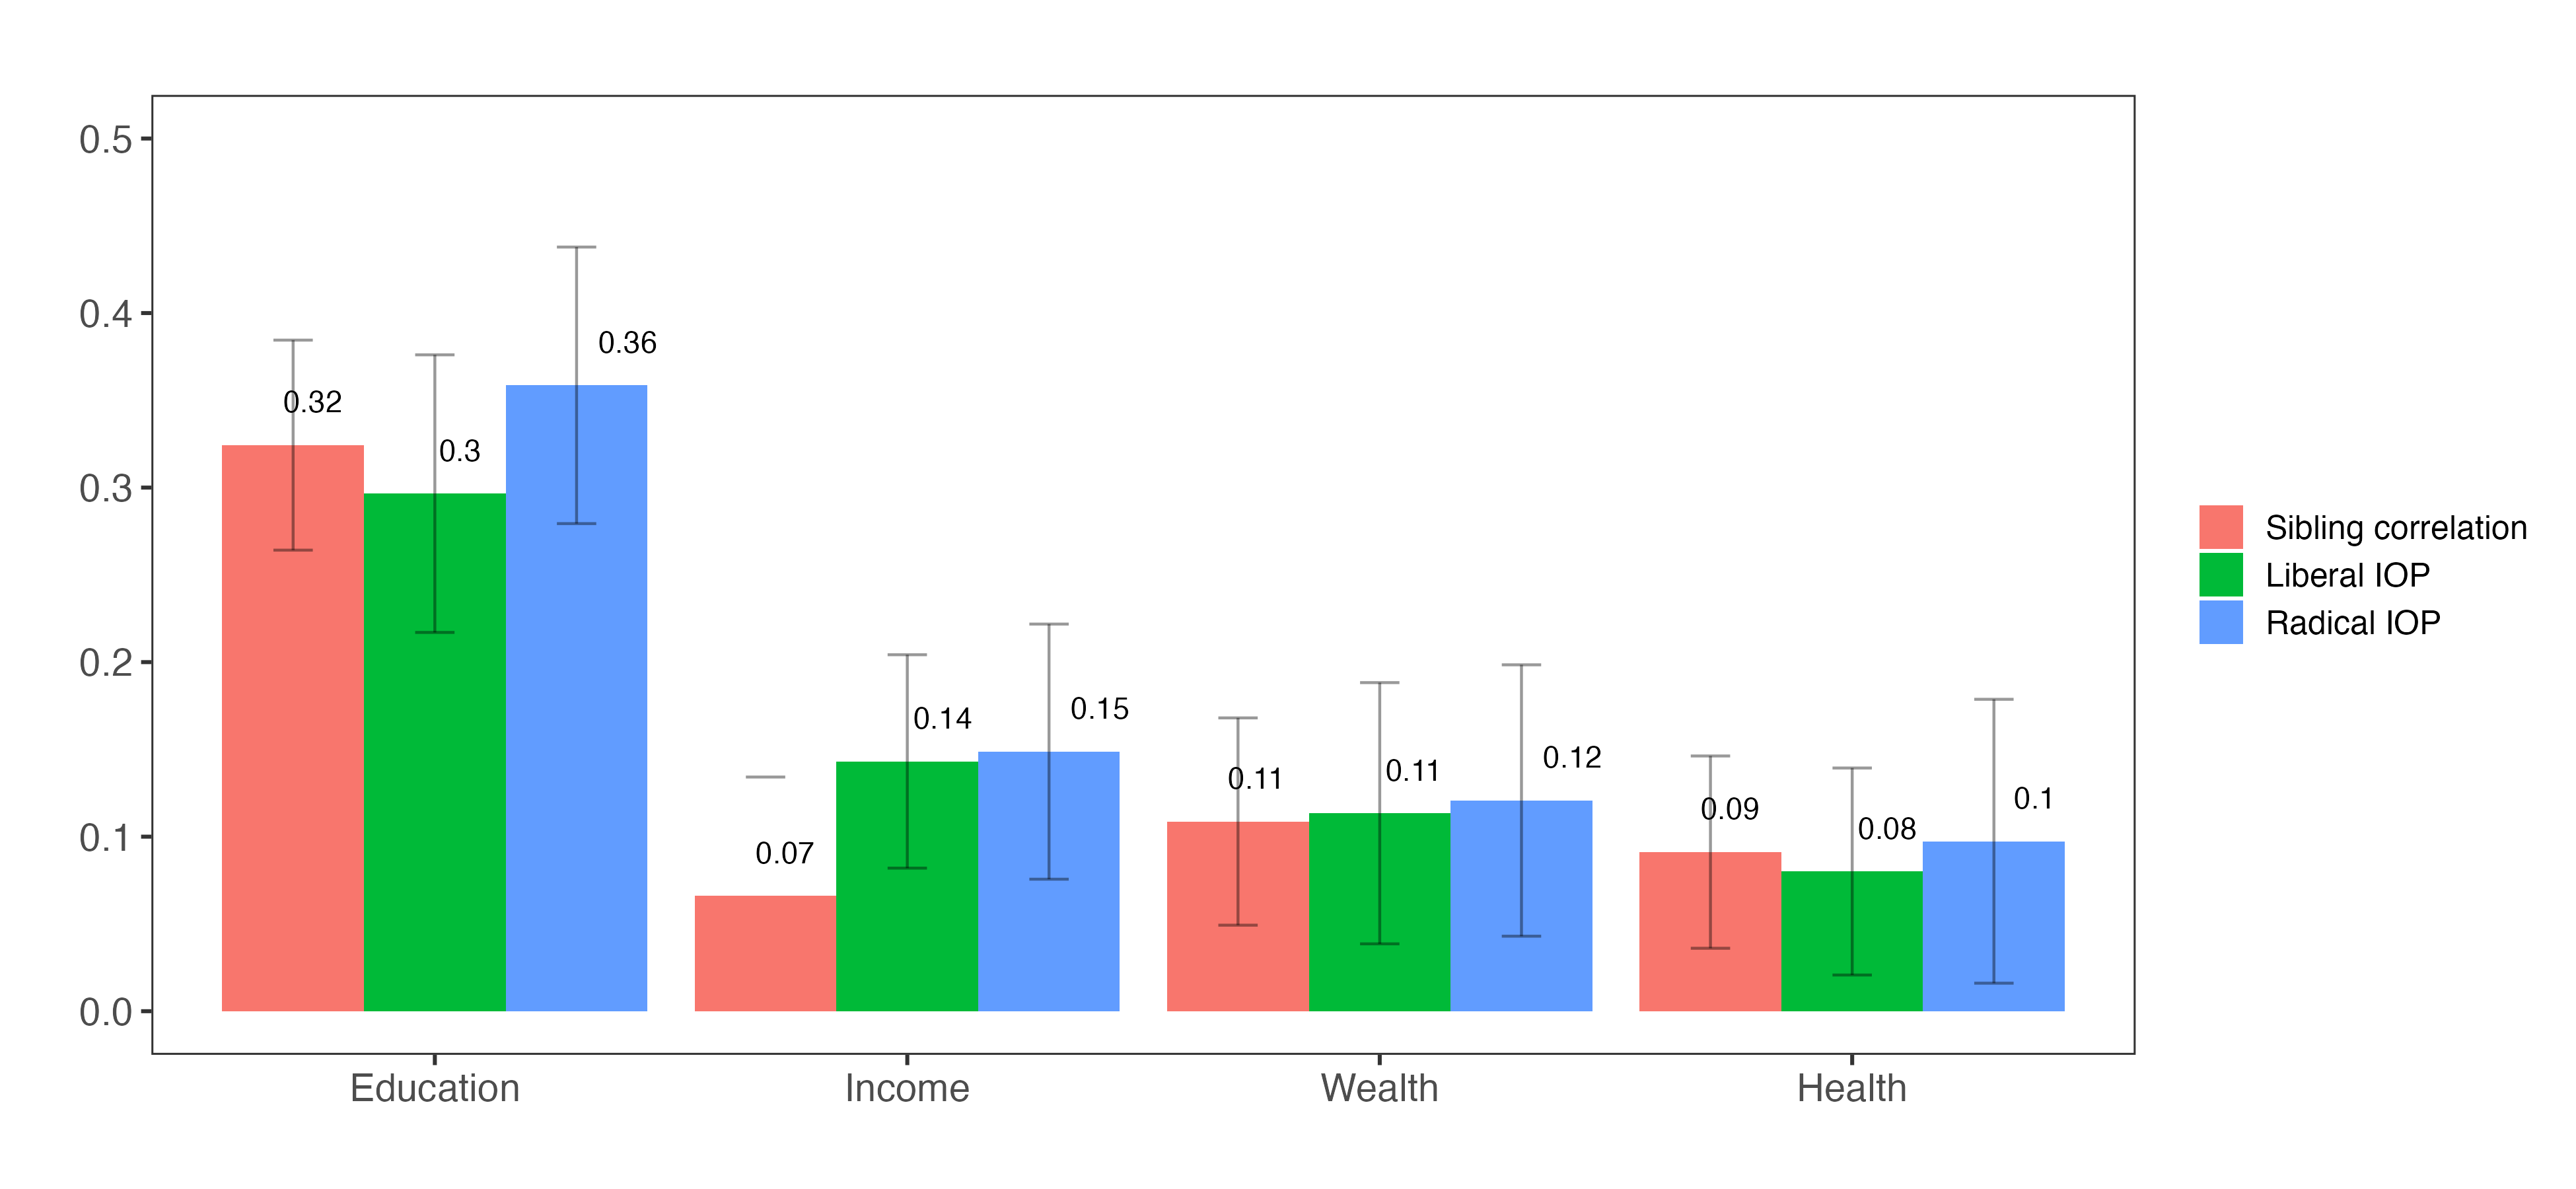 0.5
0.4
0.3
0.2
0.1
0.0
0.32
0.3
0.36
0.07
0.14
0.15
0.11
0.11
0.12
0.09
0.08
0.1
Education
Income
Wealth
Health
Sibling correlation
Liberal IOP
Radical IOP